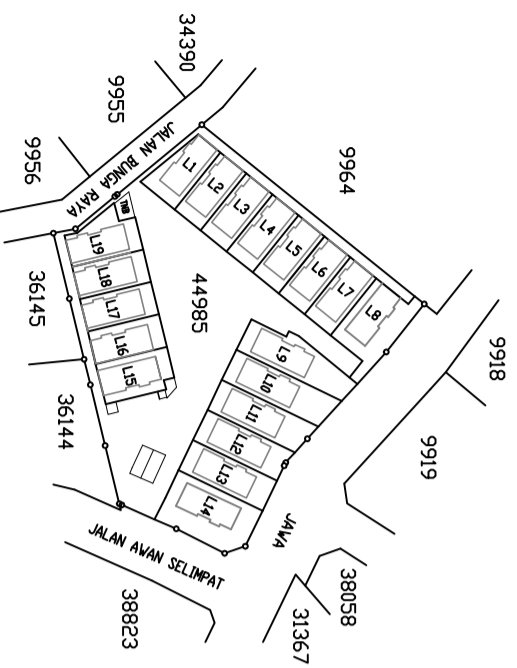 34390
9955
9956
JALAN BUNGA RAYA
9964
L1
L2
L3
L4
L5
L6
L7
L8
TNB
L19
L18
L17
L16
L15
44985
L9
L10
L11
L12
L13
L14
9918
9919
36145
36144
JAWA
JALAN AWAN SELIMPAT
38058
31367
38823